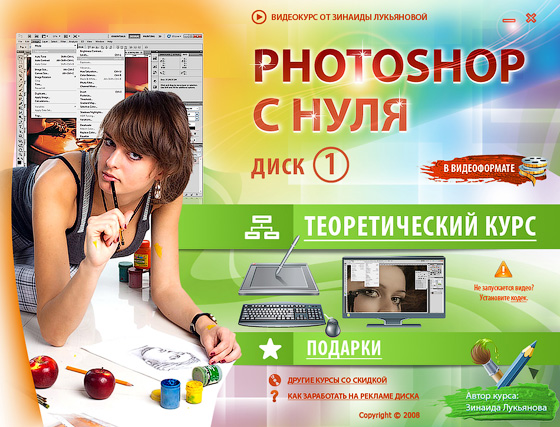 ВИДЕОКУРС ОТ ЗИНАИДЫ ЛУКЬЯНОВОЙ
PHOTOSHOP
С НУЛЯ
ДИСК 1
В ВИДЕОФОРМАТЕ
ТЕОРЕТИЧЕСКИЙ КУРС
Не запускается видео?
Установите кодек.
ПОДАРКИ
ДРУГИЕ КУРСЫ СО СКИДКОЙ
? КАК ЗАРАБОТАТЬ НА РЕКЛАМЕ ДИСКА
Автор курса:
Зинаида Лукьянова
Copyright © 2008